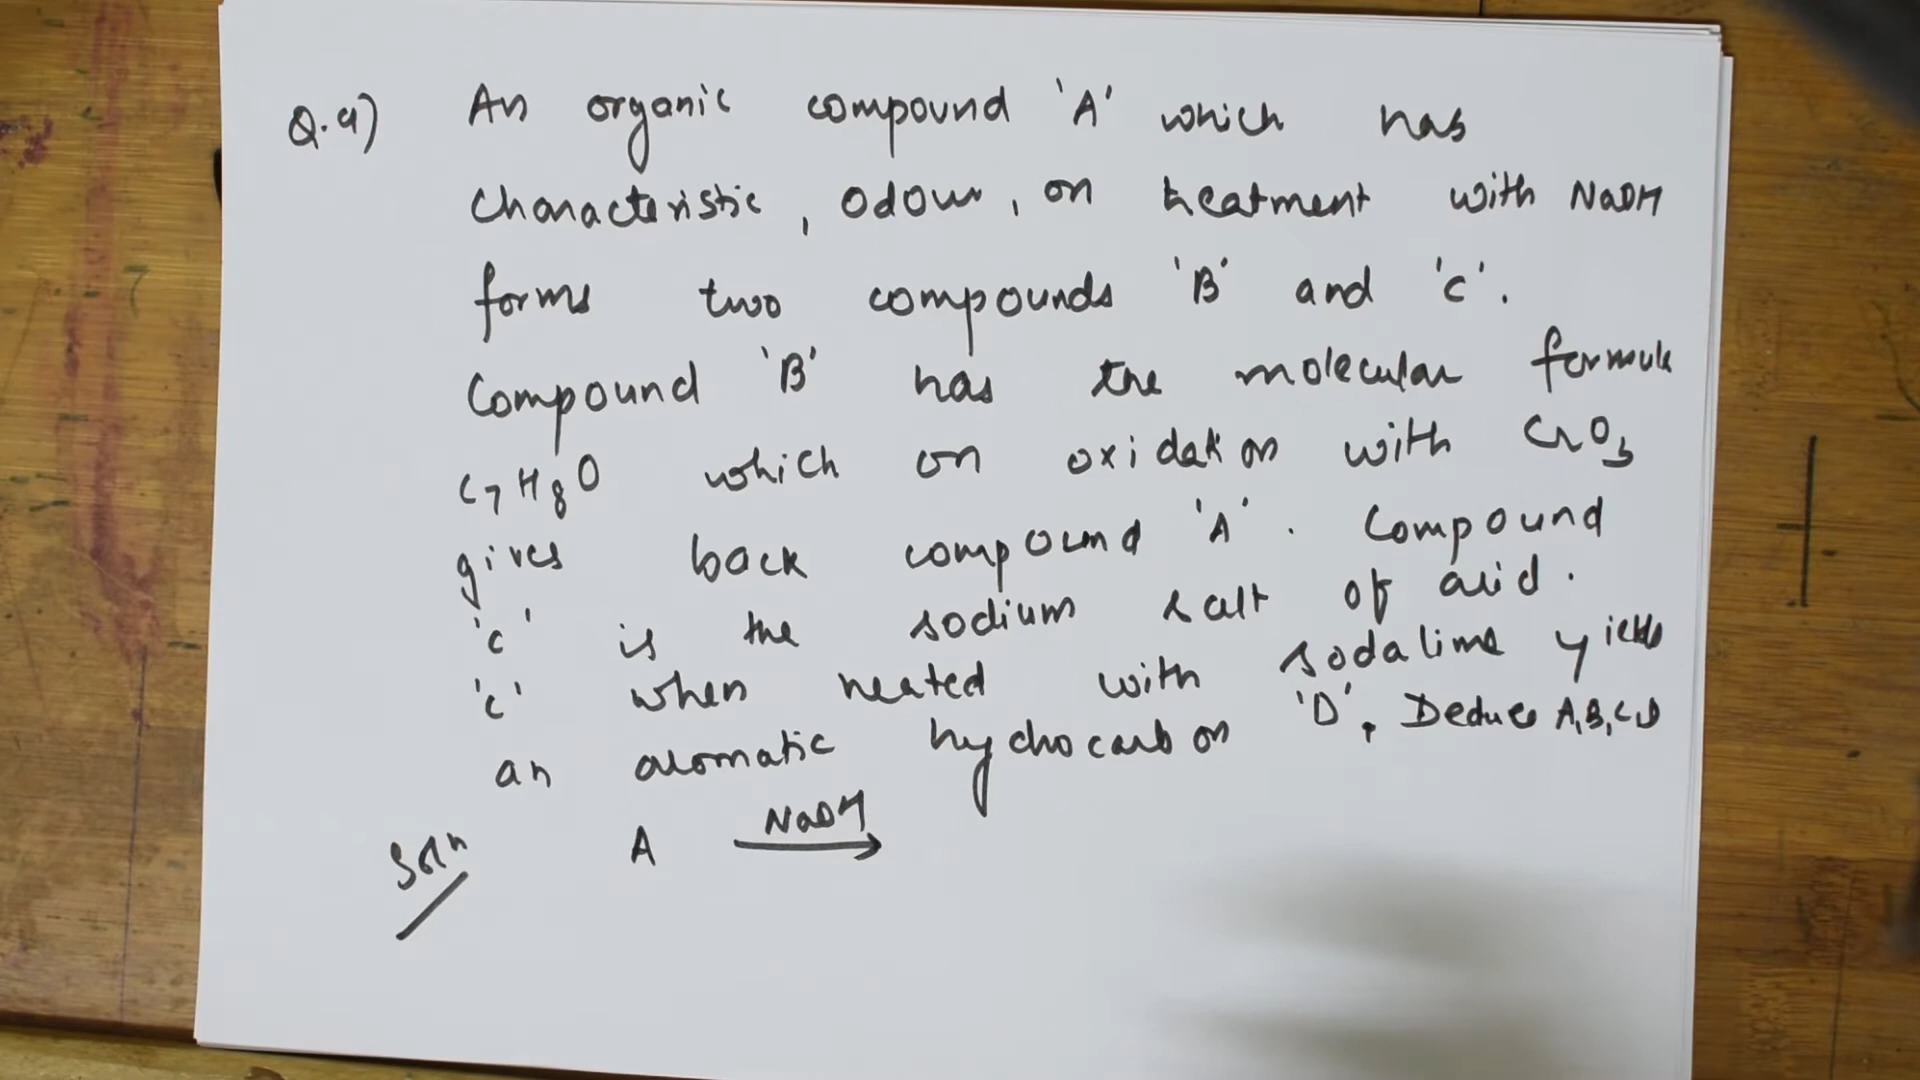 Q.9) An organic compound 'A' which has
characteristic, odour, on treatment with NaOH
forms two compounds 'B' and 'C'.
Compound 'B' has the molecular formula
C7H8O which on oxidation with CrO3
gives back compound 'A'. Compound
'C' is the sodium salt of acid.
'C' when heated with sodalime yields
an aromatic hydrocarbon 'D'. Deduce A,B,C,D
Soln A NaOH →